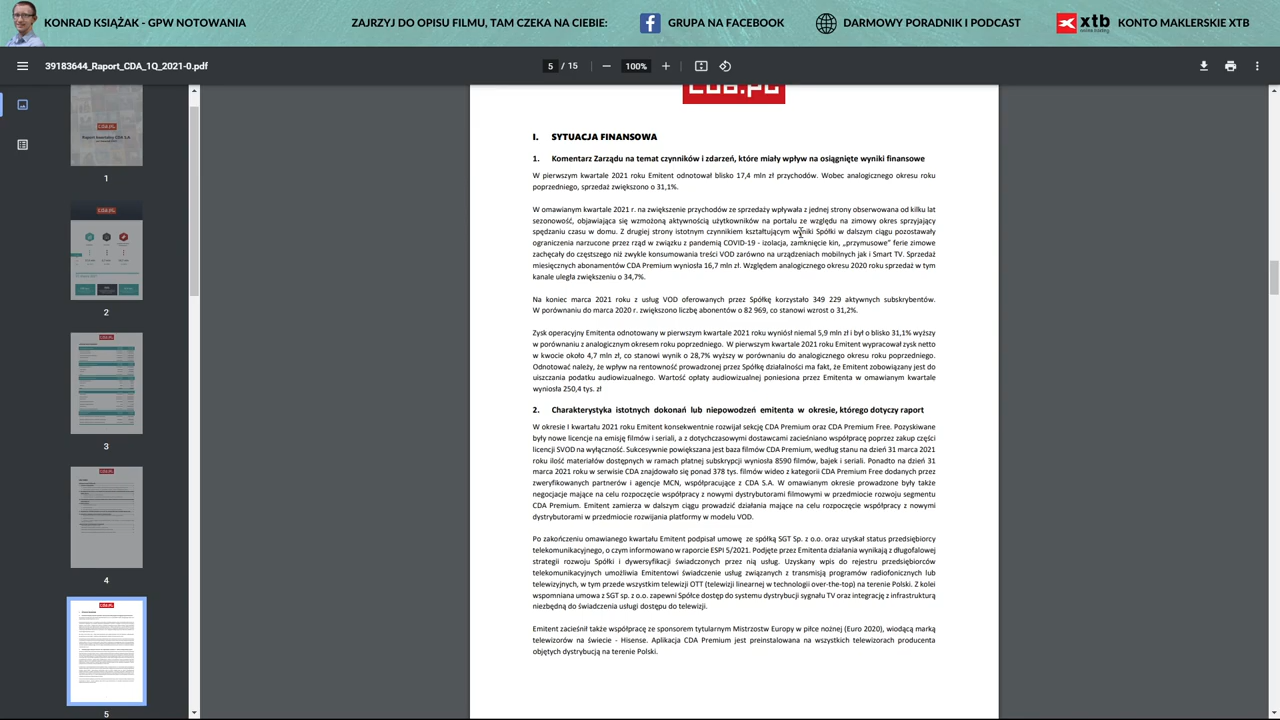 KONRAD KSIĄŻAK - GPW NOTOWANIA
ZAJRZYJ DO OPISU FILMU, TAM CZEKA NA CIEBIE:
GRUPA NA FACEBOOK
DARMOWY PORADNIK I PODCAST
xtb
KONTO MAKLERSKIE XTB
39183644_Raport_CDA_1Q_2021-0.pdf
5 / 15
100%
1
2
3
4
5
cda.pl
I. SYTUACJA FINANSOWA
1. Komentarz Zarządu na temat czynników i zdarzeń, które miały wpływ na osiągnięte wyniki finansowe
W pierwszym kwartale 2021 roku Emitent odnotował blisko 17,4 mln zł przychodów. Wobec analogicznego okresu roku
poprzedniego, sprzedaż zwiększono o 31,1%.
W omawianym kwartale 2021 r. na zwiększenie przychodów ze sprzedaży wpływała z jednej strony obserwowana od kilku lat
sezonowość, objawiająca się wzmożoną aktywnością użytkowników na portalu ze względu na zimowy okres sprzyjający
spędzaniu czasu w domu. Z drugiej strony istotnym czynnikiem kształtującym wyniki Spółki w dalszym ciągu pozostawały
ograniczenia narzucone przez rząd w związku z pandemią COVID-19 - izolacja, zamknięcie kin, „przymusowe” ferie zimowe
zachęcały do częstszego niż zwykle konsumowania treści VOD zarówno na urządzeniach mobilnych jak i Smart TV. Sprzedaż
miesięcznych abonamentów CDA Premium wyniosła 16,7 mln zł. Względem analogicznego okresu 2020 roku sprzedaż w tym
kanale uległa zwiększeniu o 34,7%.
Na koniec marca 2021 roku z usług VOD oferowanych przez Spółkę korzystało 349 229 aktywnych subskrybentów.
W porównaniu do marca 2020 r. zwiększono liczbę abonentów o 82 969, co stanowi wzrost o 31,2%.
Zysk operacyjny Emitenta odnotowany w pierwszym kwartale 2021 roku wyniósł niemal 5,9 mln zł i był o blisko 31,1% wyższy
w porównaniu z analogicznym okresem roku poprzedniego. W pierwszym kwartale 2021 roku Emitent wypracował zysk netto
w kwocie około 4,7 mln zł, co stanowi wynik o 28,7% wyższy w porównaniu do analogicznego okresu roku poprzedniego.
Odnotować należy, że wpływ na rentowność prowadzonej przez Spółkę działalności ma fakt, że Emitent zobowiązany jest do
uiszczania podatku audiowizualnego. Wartość opłaty audiowizualnej poniesiona przez Emitenta w omawianym kwartale
wyniosła 250,4 tys. zł
2. Charakterystyka istotnych dokonań lub niepowodzeń emitenta w okresie, którego dotyczy raport
W okresie I kwartału 2021 roku Emitent konsekwentnie rozwijał sekcję CDA Premium oraz CDA Premium Free. Pozyskiwane
były nowe licencje na emisję filmów i seriali, a z dotychczasowymi dostawcami zacieśniano współpracę poprzez zakup części
licencji SVOD na wyłączność. Sukcesywnie powiększana jest baza filmów CDA Premium, według stanu na dzień 31 marca 2021
roku ilość materiałów dostępnych w ramach płatnej subskrypcji wyniosła 8590 filmów, bajek i seriali. Ponadto na dzień 31
marca 2021 roku w serwisie CDA znajdowało się ponad 378 tys. filmów wideo z kategorii CDA Premium Free dodanych przez
zweryfikowanych partnerów i agencje MCN, współpracujące z CDA S.A. W omawianym okresie prowadzone były także
negocjacje mające na celu rozpoczęcie współpracy z nowymi dystrybutorami filmowymi w przedmiocie rozwoju segmentu
CDA Premium. Emitent zamierza w dalszym ciągu prowadzić działania mające na celu rozpoczęcie współpracy z nowymi
dystrybutorami w przedmiocie rozwijania platformy w modelu VOD.
Po zakończeniu omawianego kwartału Emitent podpisał umowę ze spółką SGT Sp. z o.o. oraz uzyskał status przedsiębiorcy
telekomunikacyjnego, o czym informowano w raporcie ESPI 5/2021. Podjęte przez Emitenta działania wynikają z długofalowej
strategii rozwoju Spółki i dywersyfikacji świadczonych przez nią usług. Uzyskany wpis do rejestru przedsiębiorców
telekomunikacyjnych umożliwia Emitentowi świadczenie usług związanych z transmisją programów radiofonicznych lub
telewizyjnych, w tym przede wszystkim telewizji OTT (telewizji linearnej w technologii over-the-top) na terenie Polski. Z kolei
wspomniana umowa z SGT sp. z o.o. zapewni Spółce dostęp do systemu dystrybucji sygnału TV oraz integrację z infrastrukturą
niezbędną do świadczenia usługi dostępu do telewizji.
Emitent zacieśnił także współpracę ze sponsorem tytularnym Mistrzostw Europy w piłce nożnej (Euro 2020), wiodącą marką
telewizorów na świecie - Hisense. Aplikacja CDA Premium jest preinstalowana na wszystkich telewizorach producenta
objętych dystrybucją na terenie Polski.